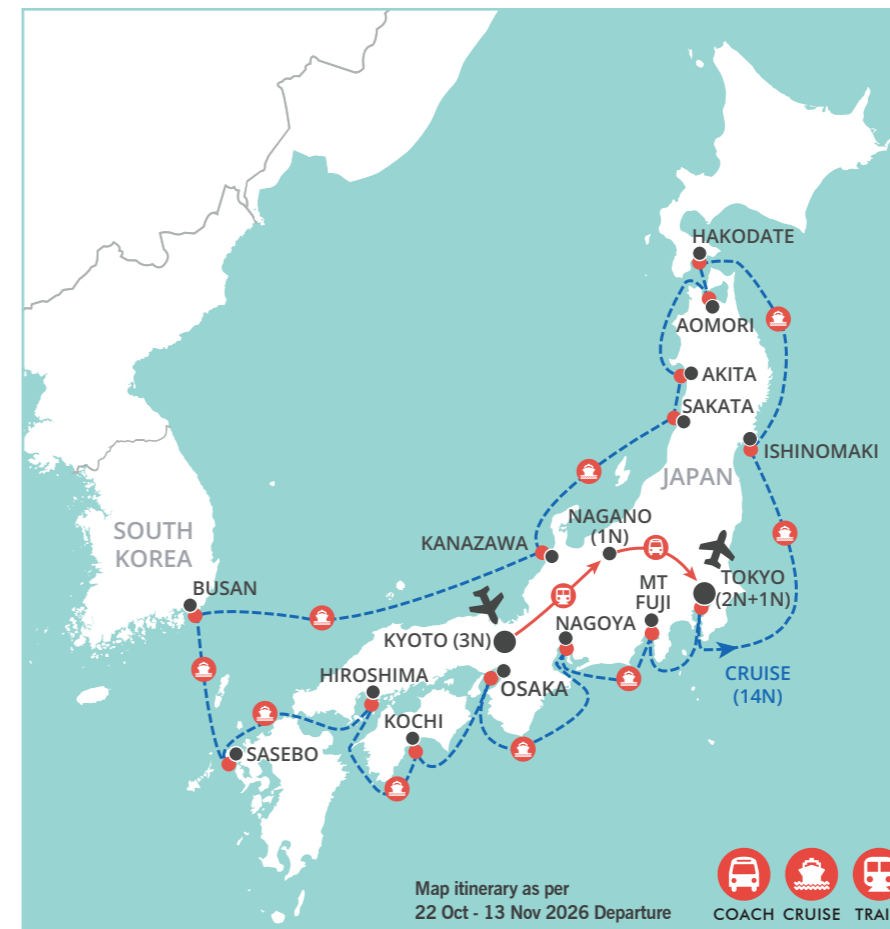 HAKODATE
AOMORI
AKITA
SAKATA
ISHINOMAKI
JAPAN
NAGANO
(1N)
KANAZAWA
SOUTH
KOREA
BUSAN
TOKYO
(2N+1N)
MT
FUJI
NAGOYA
KYOTO (3N)
CRUISE
(14N)
HIROSHIMA
OSAKA
KOCHI
SASEBO
Map itinerary as per
22 Oct - 13 Nov 2026 Departure
COACH CRUISE TRAI